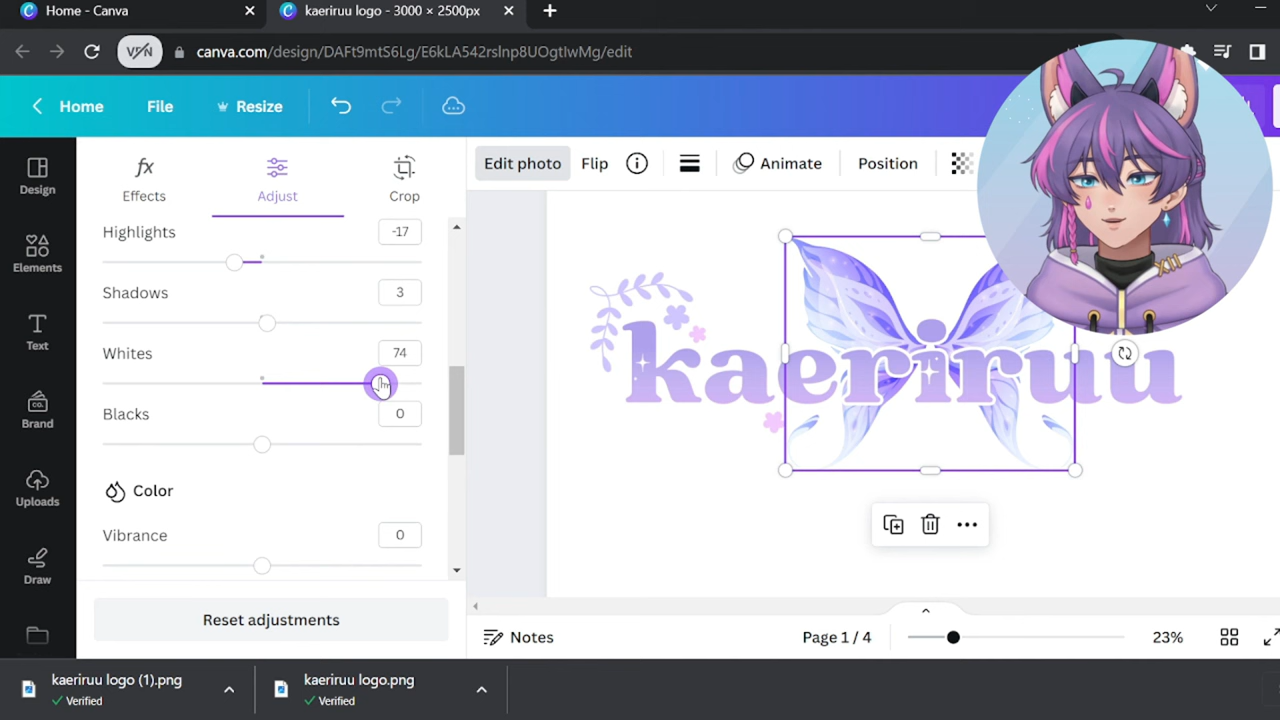 Home - Canva
kaeriruu logo - 3000 × 2500px
VPN
canva.com/design/DAFt9mtS6Lg/E6kLA542rslnp8UOgtIwMg/edit
Home
File
Resize
Effects
Adjust
Crop
Edit photo
Flip
Animate
Position
Design
Elements
Text
Brand
Uploads
Draw
Highlights
-17
Shadows
3
Whites
74
Blacks
0
Color
Vibrance
0
Reset adjustments
kaeriruu
XII
Notes
Page 1 / 4
23%
kaeriruu logo (1).png
Verified
kaeriruu logo.png
Verified